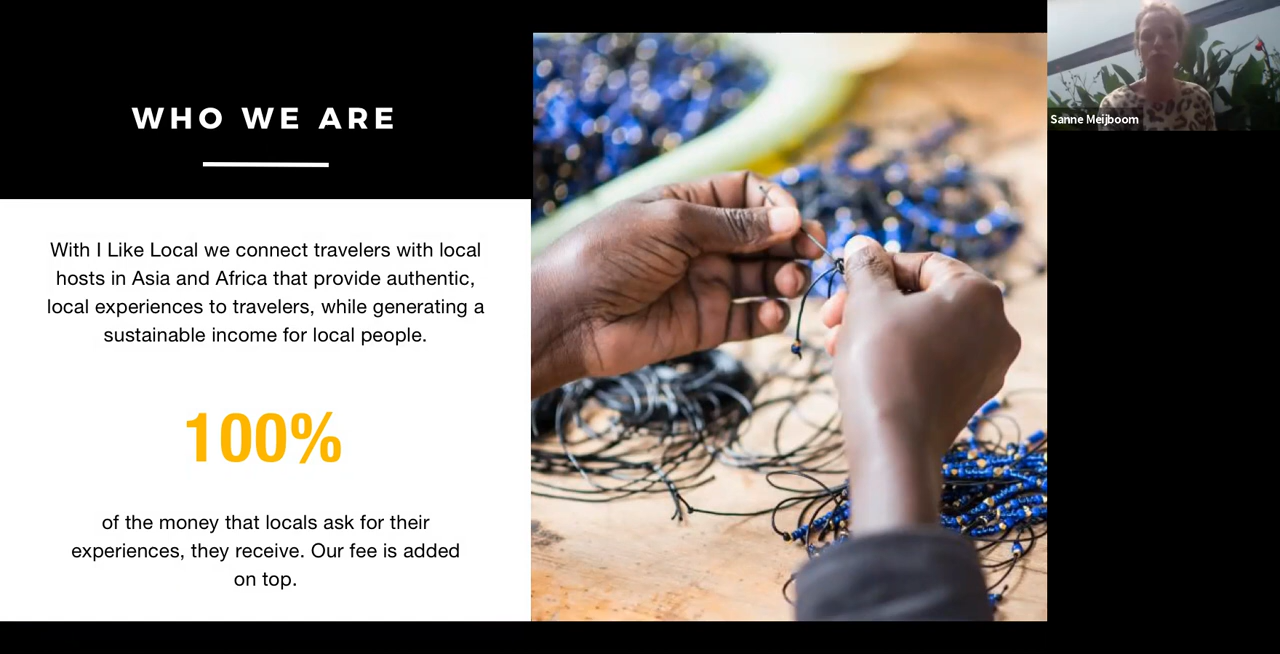 WHO WE ARE
With I Like Local we connect travelers with local
hosts in Asia and Africa that provide authentic,
local experiences to travelers, while generating a
sustainable income for local people.
100%
of the money that locals ask for their
experiences, they receive. Our fee is added
on top.
Sanne Meijboom